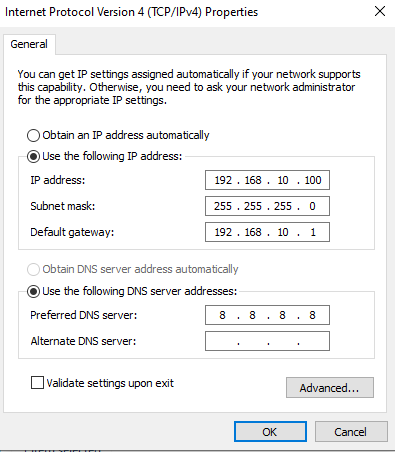 Internet Protocol Version 4 (TCP/IPv4) Properties
General
You can get IP settings assigned automatically if your network supports
this capability. Otherwise, you need to ask your network administrator
for the appropriate IP settings.
Obtain an IP address automatically
Use the following IP address:
IP address: 192 . 168 . 10 . 100
Subnet mask: 255 . 255 . 255 . 0
Default gateway: 192 . 168 . 10 . 1
Obtain DNS server address automatically
Use the following DNS server addresses:
Preferred DNS server: 8 . 8 . 8 . 8
Alternate DNS server: . . .
Validate settings upon exit
Advanced...
OK Cancel